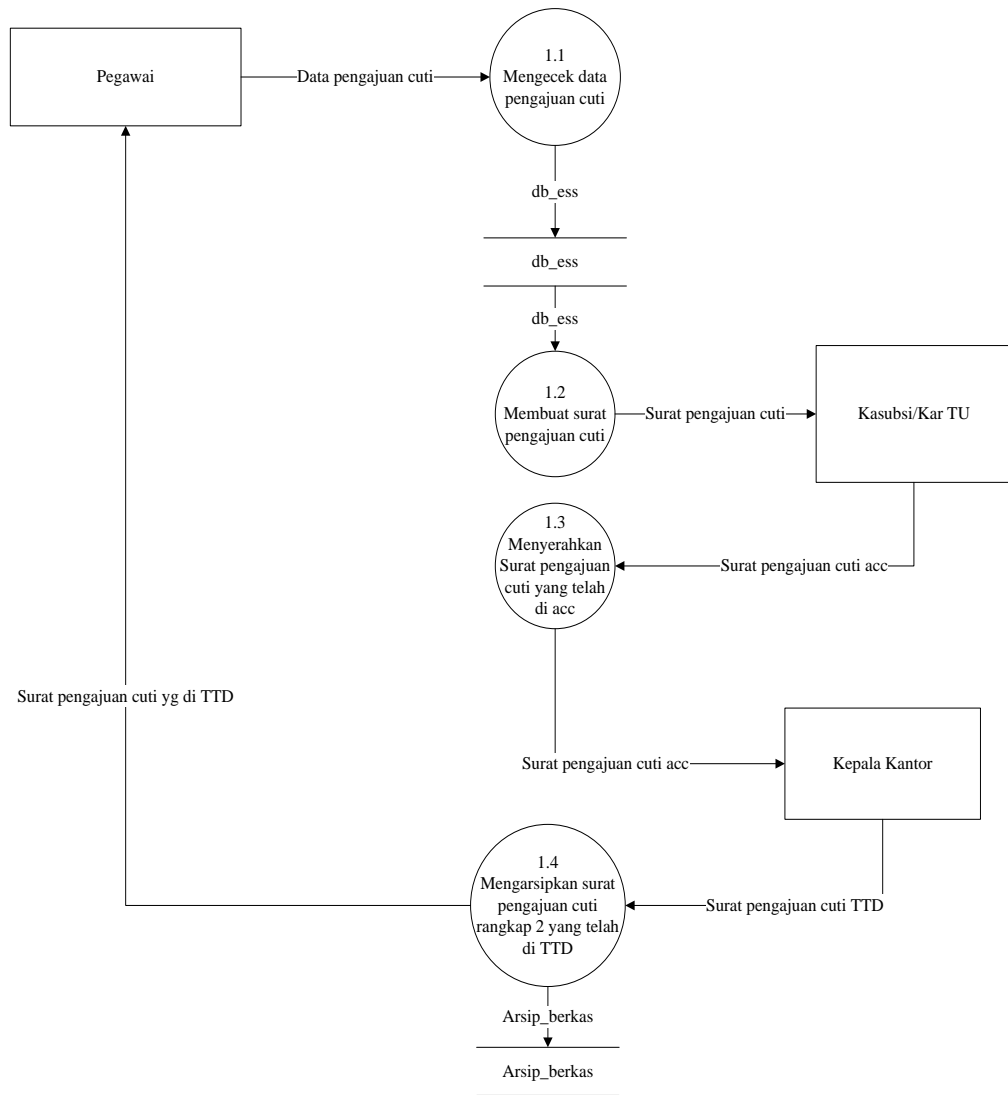 Pegawai
Data pengajuan cuti
1.1
Mengecek data
pengajuan cuti
db_ess
db_ess
db_ess
1.2
Membuat surat
pengajuan cuti
Surat pengajuan cuti
Kasubsi/Kar TU
1.3
Menyerahkan
Surat pengajuan
cuti yang telah
di acc
Surat pengajuan cuti acc
Surat pengajuan cuti yg di TTD
Surat pengajuan cuti acc
Kepala Kantor
1.4
Mengarsipkan surat
pengajuan cuti
rangkap 2 yang telah
di TTD
Surat pengajuan cuti TTD
Arsip_berkas
Arsip_berkas